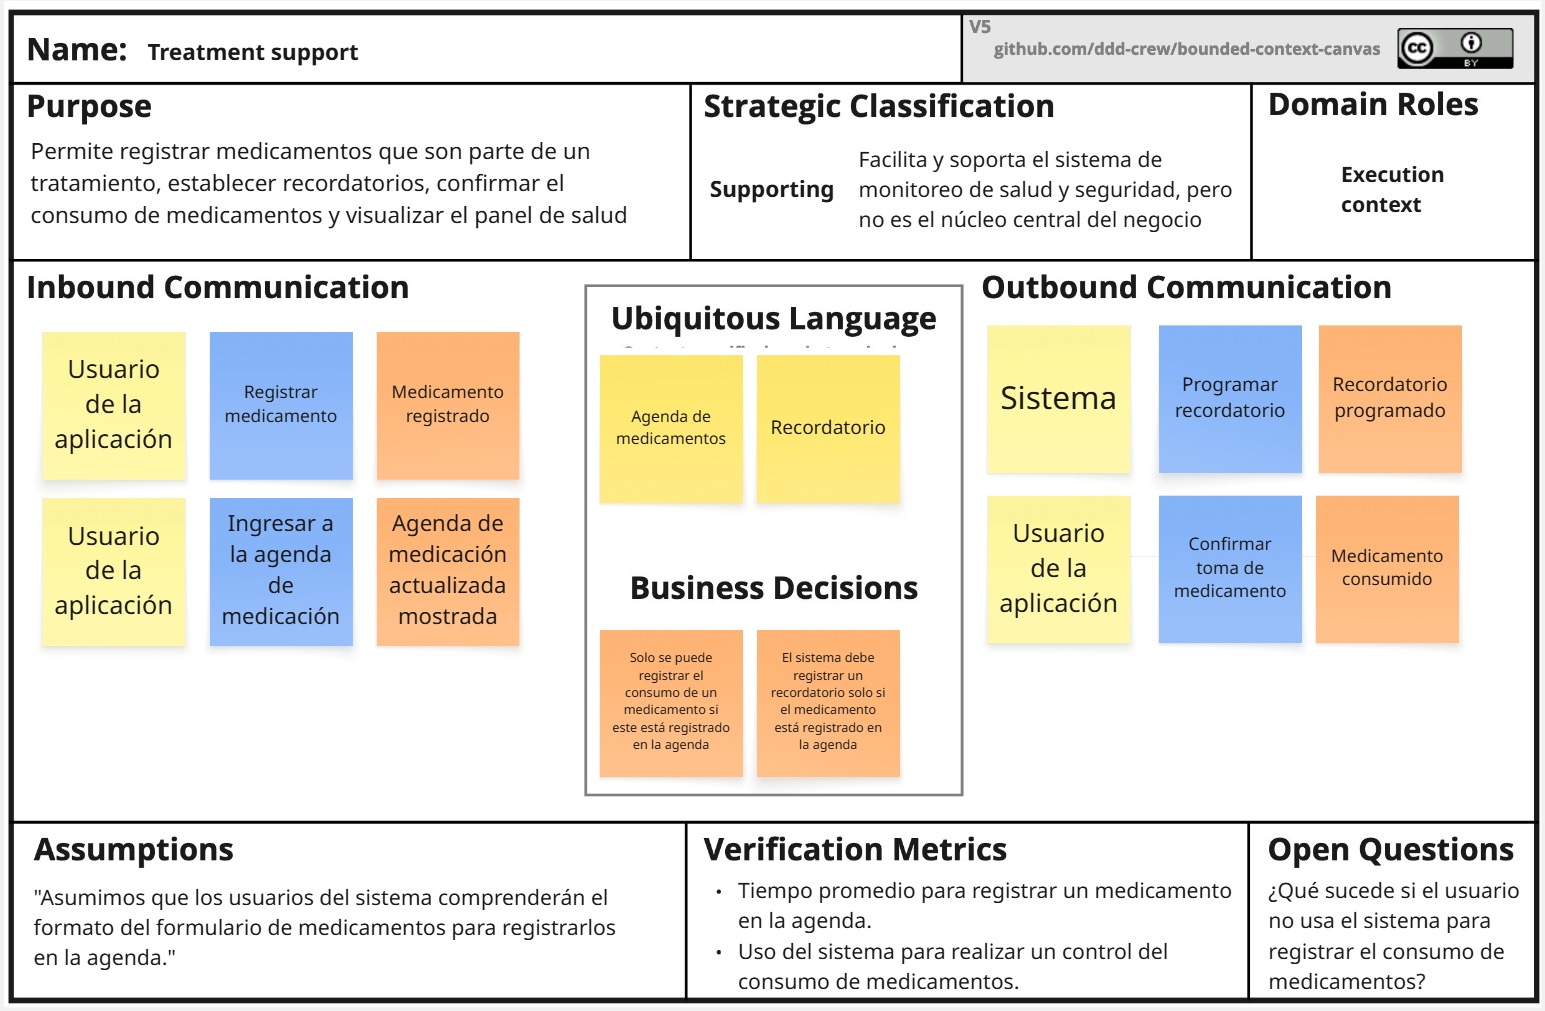 Name: Treatment support
V5
github.com/ddd-crew/bounded-context-canvas
cc
BY
Purpose
Permite registrar medicamentos que son parte de un
tratamiento, establecer recordatorios, confirmar el
consumo de medicamentos y visualizar el panel de salud
Strategic Classification
Supporting
Facilita y soporta el sistema de
monitoreo de salud y seguridad, pero
no es el núcleo central del negocio
Domain Roles
Execution
context
Inbound Communication
Usuario
de la
aplicación
Registrar
medicamento
Medicamento
registrado
Usuario
de la
aplicación
Ingresar a
la agenda
de
medicación
Agenda de
medicación
actualizada
mostrada
Ubiquitous Language
Agenda de
medicamentos
Recordatorio
Business Decisions
Solo se puede
registrar el
consumo de un
medicamento si
este está registrado
en la agenda
El sistema debe
registrar un
recordatorio solo si
el medicamento
está registrado en
la agenda
Outbound Communication
Sistema
Programar
recordatorio
Recordatorio
programado
Usuario
de la
aplicación
Confirmar
toma de
medicamento
Medicamento
consumido
Assumptions
"Asumimos que los usuarios del sistema comprenderán el
formato del formulario de medicamentos para registrarlos
en la agenda."
Verification Metrics
• Tiempo promedio para registrar un medicamento
en la agenda.
• Uso del sistema para realizar un control del
consumo de medicamentos.
Open Questions
¿Qué sucede si el usuario
no usa el sistema para
registrar el consumo de
medicamentos?